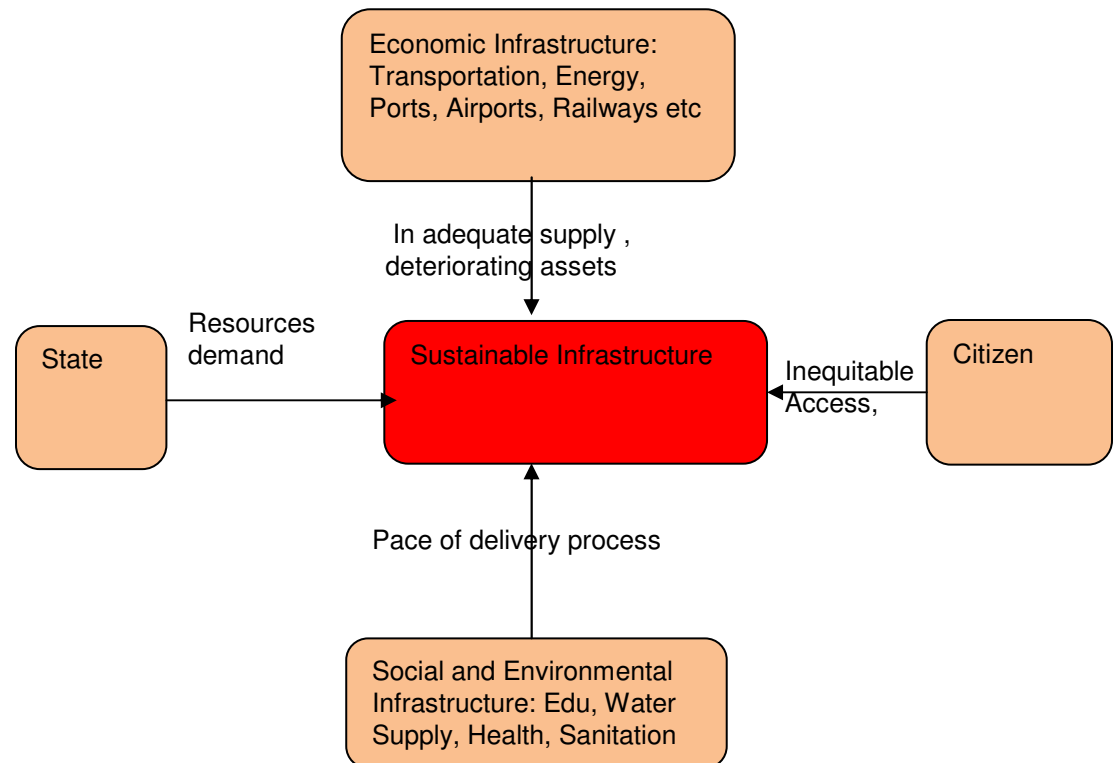 Economic Infrastructure:
Transportation, Energy,
Ports, Airports, Railways etc
In adequate supply ,
deteriorating assets
Resources
demand
State
Sustainable Infrastructure
Inequitable
Access,
Citizen
Pace of delivery process
Social and Environmental
Infrastructure: Edu, Water
Supply, Health, Sanitation